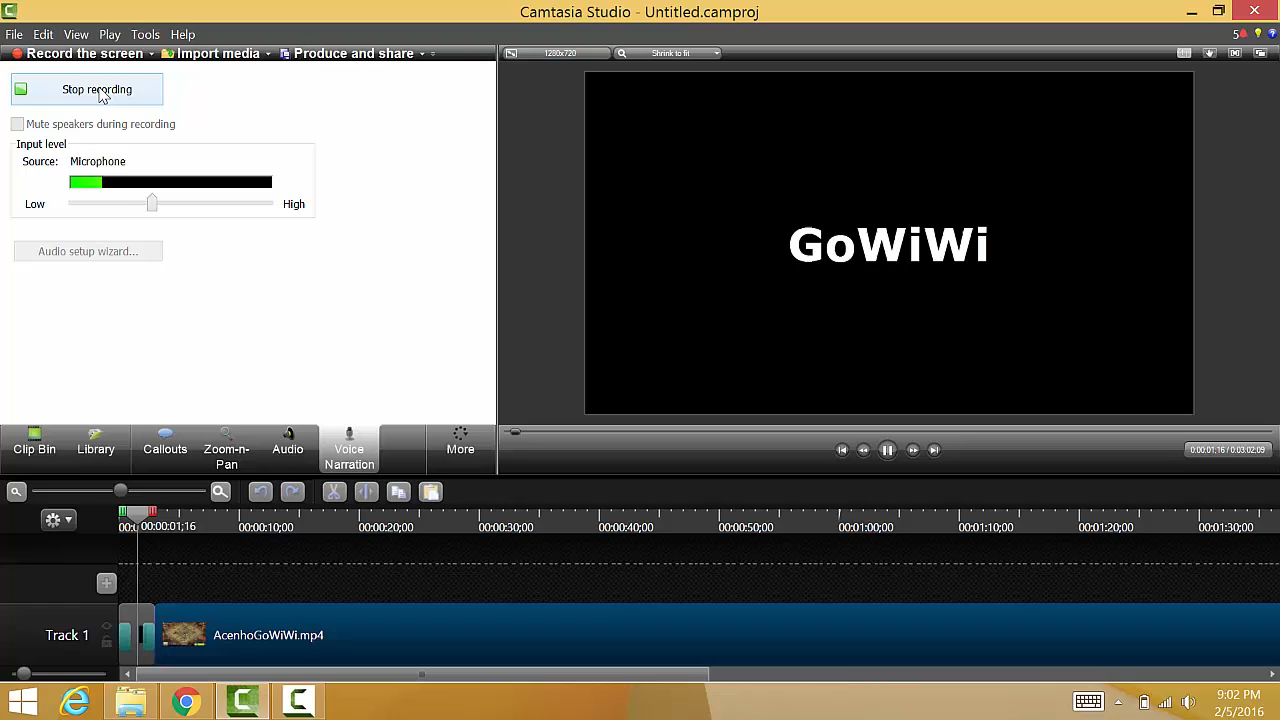 Camtasia Studio - Untitled.camproj
File Edit View Play Tools Help
5
Record the screen Import media Produce and share
1280x720 Shrink to fit
Stop recording
Mute speakers during recording
Input level
Source: Microphone
Low High
Audio setup wizard...
GoWiWi
Clip Bin Library Callouts Zoom-n-Pan Audio Voice Narration More
0:00:01;16 / 0:03:02;09
00:00:01;16 00:00:10;00 00:00:20;00 00:00:30;00 00:00:40;00 00:00:50;00 00:01:00;00 00:01:10;00 00:01:20;00 00:01:30;00
Track 1 AcenhoGoWiWi.mp4
9:02 PM
2/5/2016